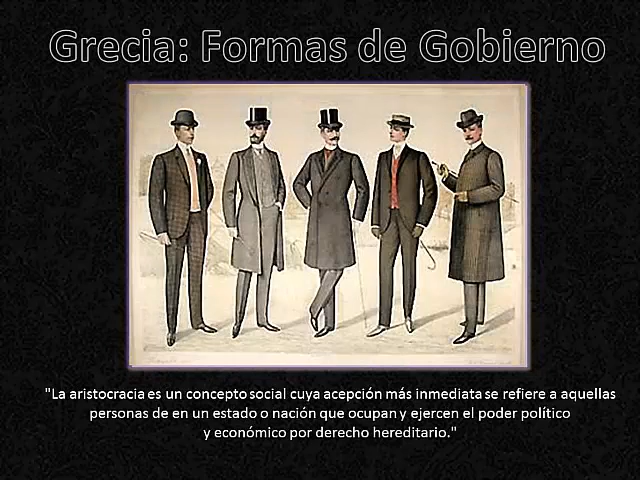 Grecia: Formas de Gobierno
"La aristocracia es un concepto social cuya acepción más inmediata se refiere a aquellas
personas de en un estado o nación que ocupan y ejercen el poder político
y económico por derecho hereditario."